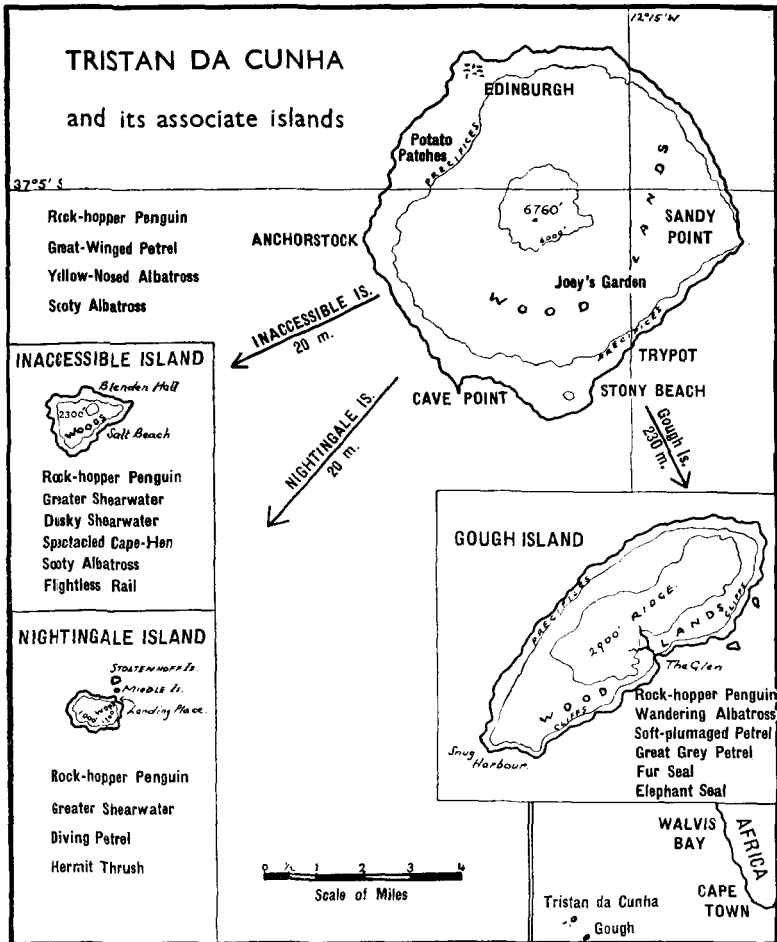 12°15'W
TRISTAN DA CUNHA
and its associate islands
EDINBURGH
Potato
Patches
PRECIPICES
37°5' S
6760'
6000'
WOODLANDS
SANDY
POINT
ANCHORSTOCK
Joey's Garden
PRECIPICES
TRYPOT
STONY BEACH
CAVE POINT
Rock-hopper Penguin
Great-Winged Petrel
Yellow-Nosed Albatross
Sooty Albatross
INACCESSIBLE IS.
20 m.
NIGHTINGALE IS.
20 m.
Gough Is.
230 m.
INACCESSIBLE ISLAND
Blenden Hall
2300'
WOODS
Salt Beach
Rock-hopper Penguin
Greater Shearwater
Dusky Shearwater
Spectacled Cape-Hen
Sooty Albatross
Flightless Rail
NIGHTINGALE ISLAND
STOLTENHOFF IS.
MIDDLE IS.
Landing Place.
WOODS
Rock-hopper Penguin
Greater Shearwater
Diving Petrel
Hermit Thrush
0 ½ 1 2 3 4
Scale of Miles
GOUGH ISLAND
PRECIPICES
2900' RIDGE.
WOODLANDS
CLIFFS
CLIFFS
The Glen
Snug
Harbour.
Rock-hopper Penguin
Wandering Albatross
Soft-plumaged Petrel
Great Grey Petrel
Fur Seal
Elephant Seal
WALVIS
BAY
AFRICA
CAPE
TOWN
Tristan da Cunha
Gough